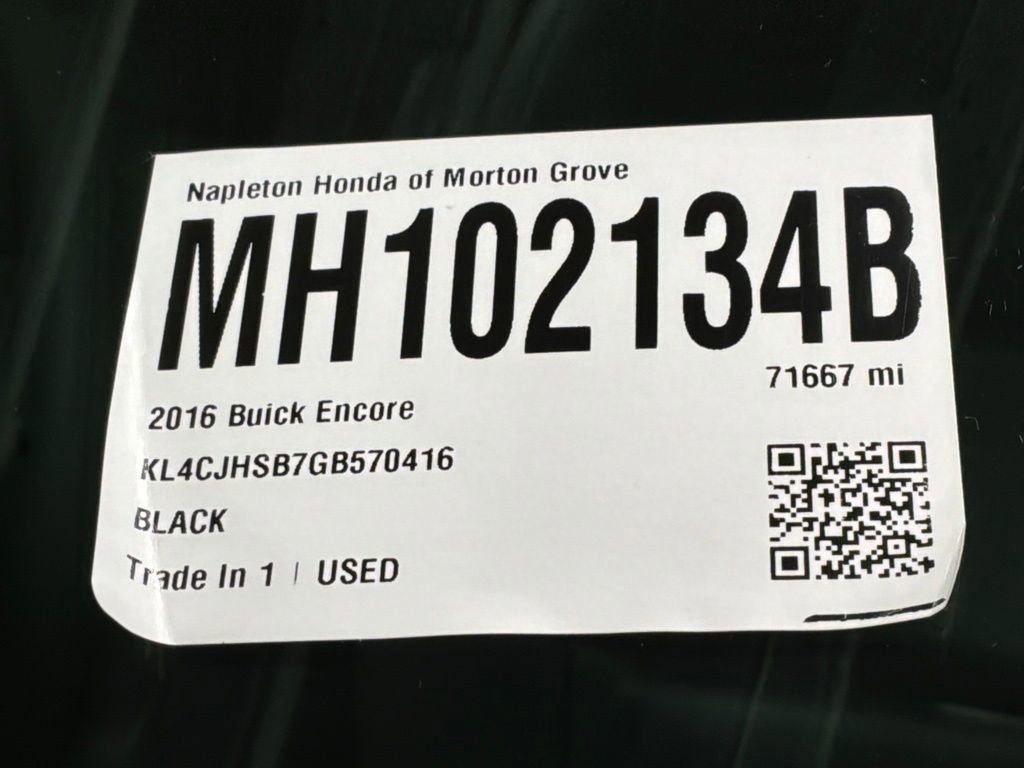 Napleton Honda of Morton Grove
MH102134B
71667 mi
2016 Buick Encore
KL4CJHSB7GB570416
BLACK
Trade In 1 | USED